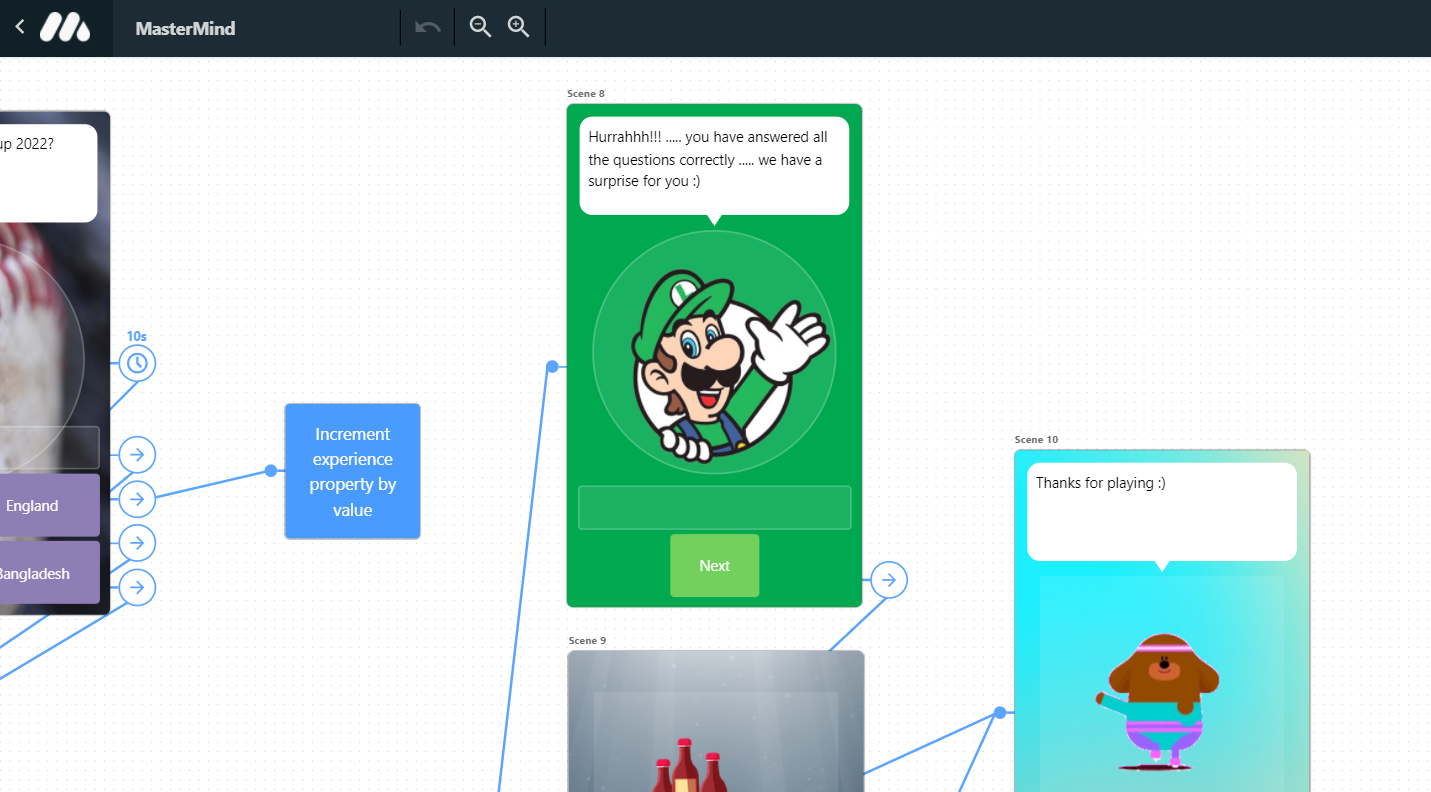 MasterMind
up 2022?
10s
England
Bangladesh
Increment
experience
property by
value
Scene 8
Hurrahhh!!! ..... you have answered all
the questions correctly ..... we have a
surprise for you :)
L
Next
Scene 9
Scene 10
Thanks for playing :)